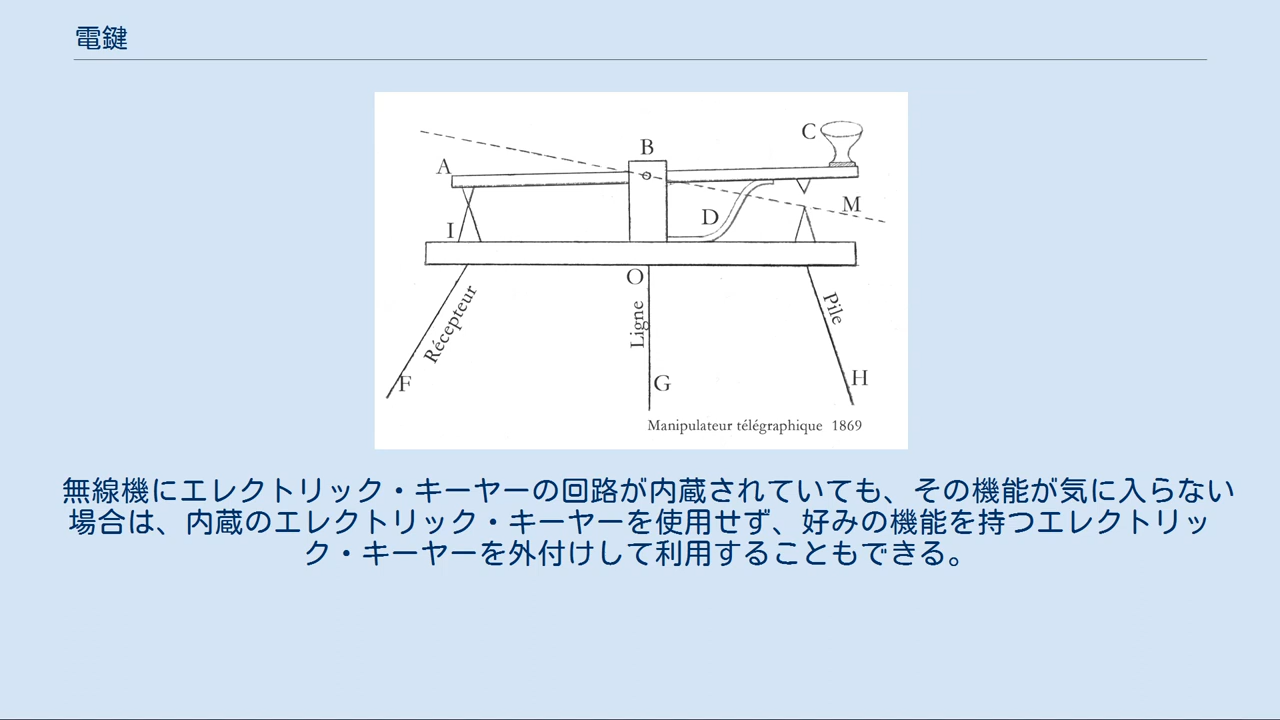 電鍵
B
C
A
M
D
I
O
Récepteur
Ligne
Pile
F
G
H
Manipulateur télégraphique 1869
無線機にエレクトリック・キーヤーの回路が内蔵されていても、その機能が気に入らない
場合は、内蔵のエレクトリック・キーヤーを使用せず、好みの機能を持つエレクトリッ
ク・キーヤーを外付けして利用することもできる。